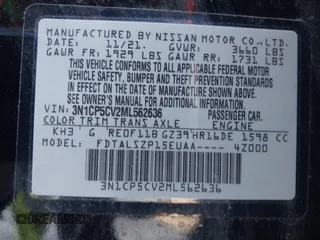 MANUFACTURED BY NISSAN MOTOR CO.,LTD.
DATE: 11/21. GVWR: 3660 LBS
GAWR FR: 1929 LBS GAWR RR: 1731 LBS
THIS VEHICLE CONFORMS TO ALL APPLICABLE
FEDERAL MOTOR VEHICLE
SAFETY, BUMPER AND THEFT PREVENTION
STANDARDS IN EFFECT ON THE DATE OF
MANUFACTURE SHOWN ABOVE.
SEE OWNER'S MANUAL FOR ADDITIONAL INFORMATION
VIN: 3N1CP5CV2ML562636 PASSENGER CAR
COLOR TRIM TRANS AXLE ENGINE
KH3 G RE0F11B GZ39 HR16DE 1598 CC
MODEL: FDTALSZP15EUAA---- 42000
3N1CP5CV2ML562636